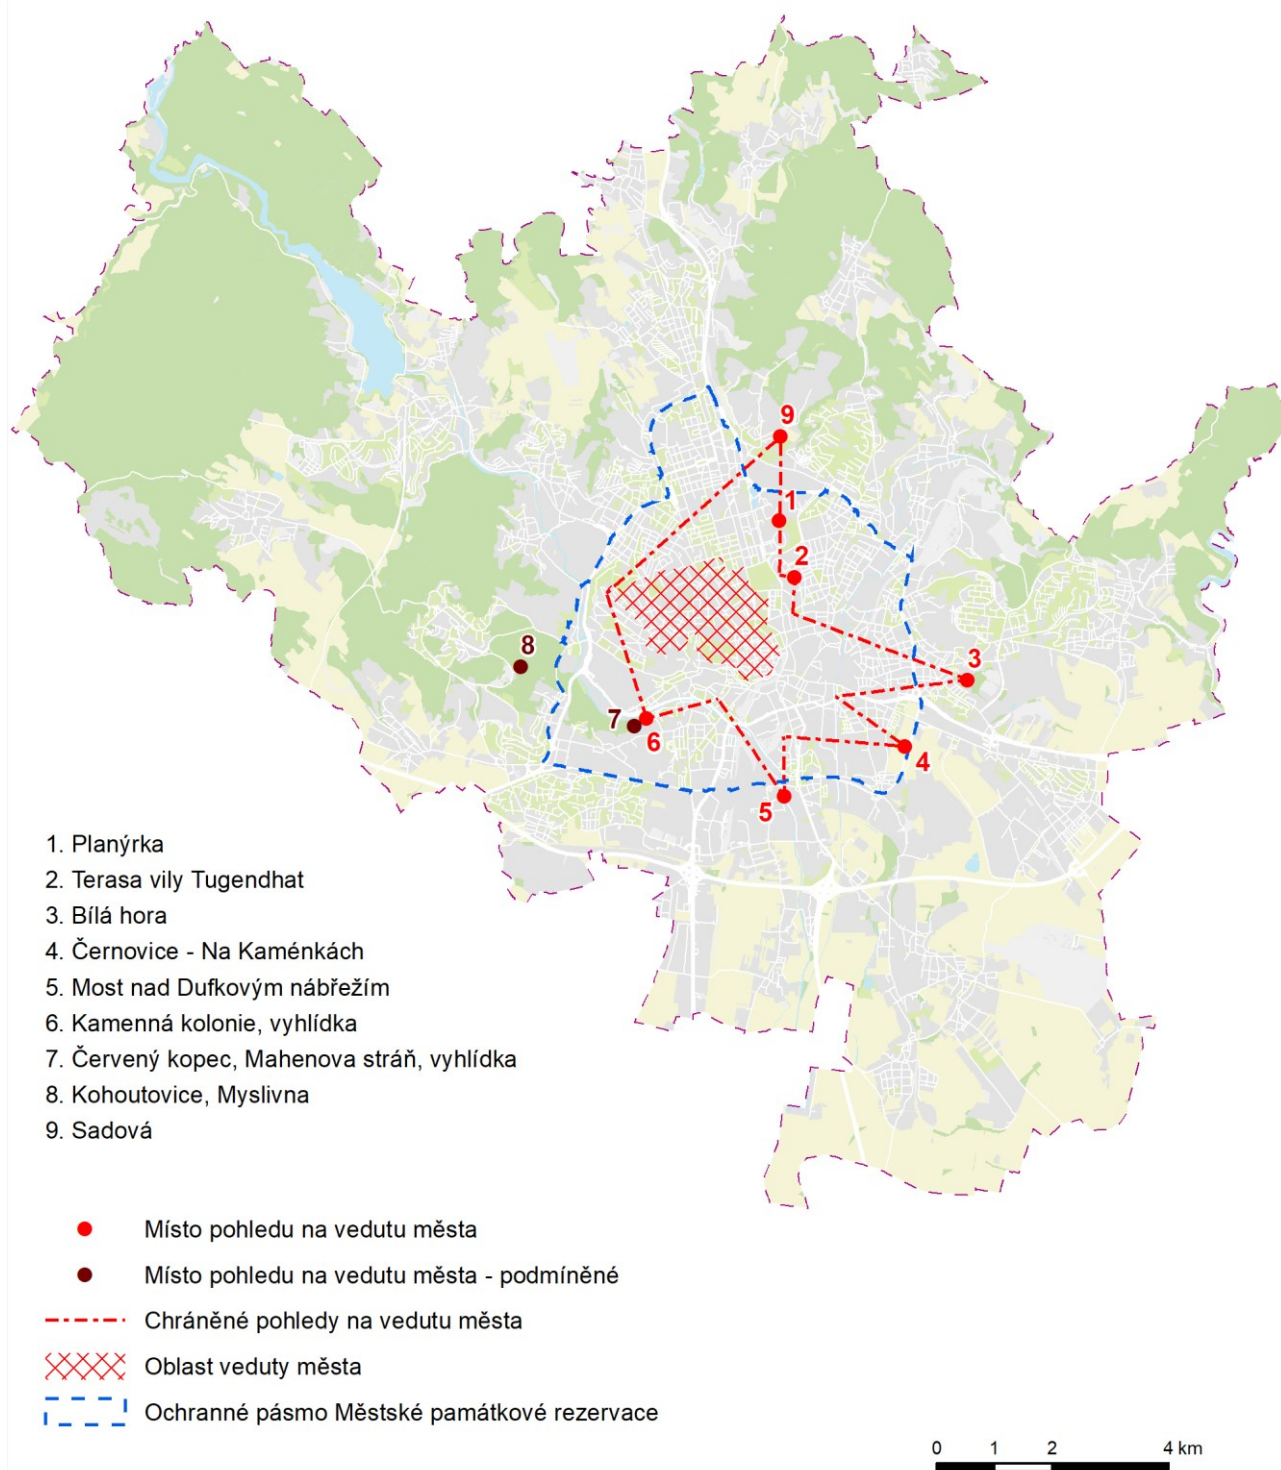 9
1
2
8
3
7
6
4
5
1. Planýrka
2. Terasa vily Tugendhat
3. Bílá hora
4. Černovice - Na Kaménkách
5. Most nad Dufkovým nábřežím
6. Kamenná kolonie, vyhlídka
7. Červený kopec, Mahenova stráň, vyhlídka
8. Kohoutovice, Myslivna
9. Sadová
Místo pohledu na vedutu města
Místo pohledu na vedutu města - podmíněné
Chráněné pohledy na vedutu města
Oblast veduty města
Ochranné pásmo Městské památkové rezervace
0 1 2 4 km